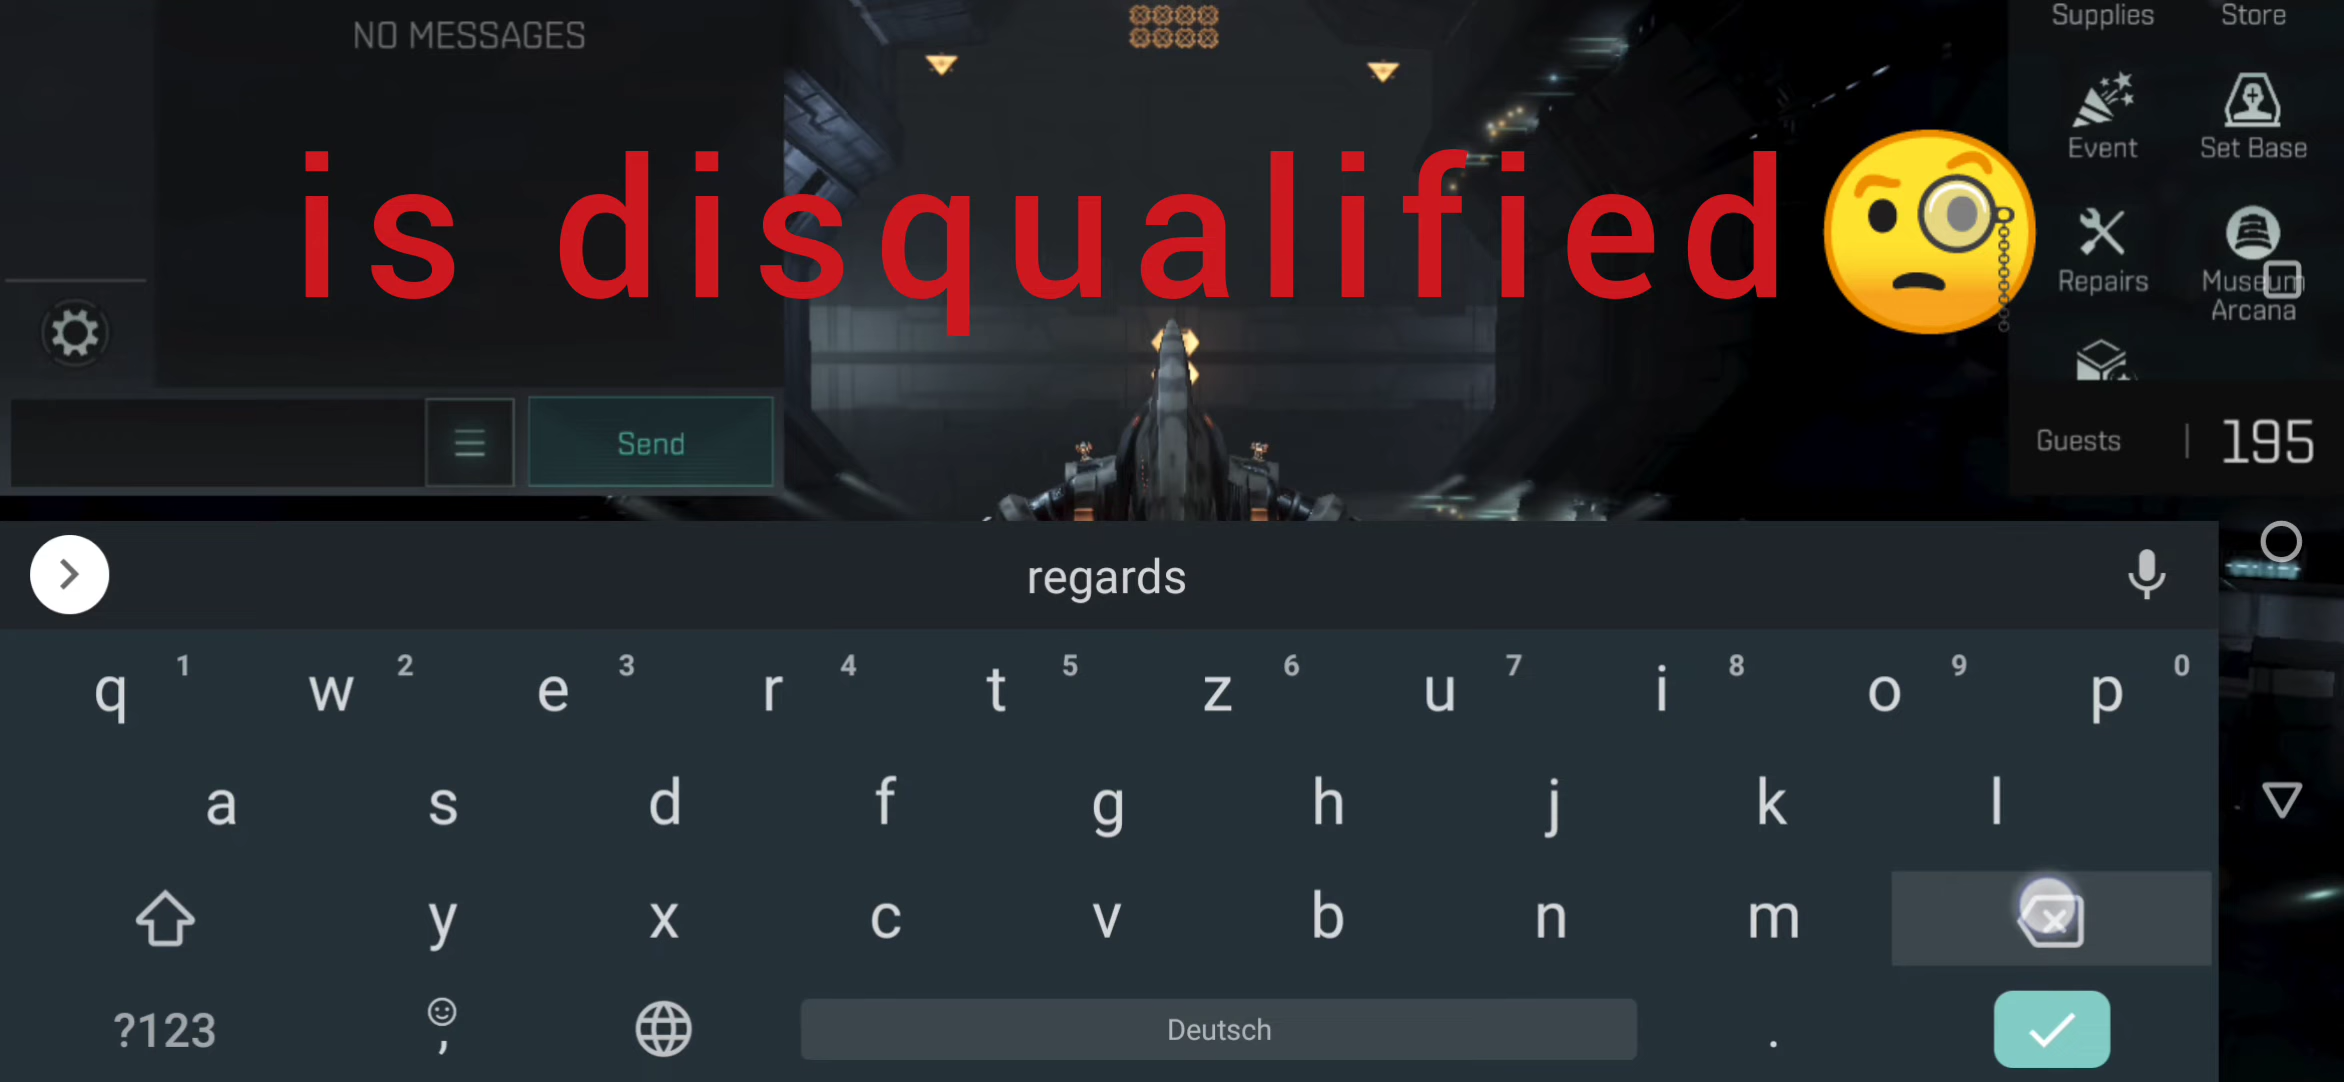 NO MESSAGES
Supplies Store
is disqualified
Event Set Base
Repairs Museum
Arcana
Send
Guests 195
regards
q 1 w 2 e 3 r 4 t 5 z 6 u 7 i 8 o 9 p 0
a s d f g h j k l
y x c v b n m
?123 , Deutsch .